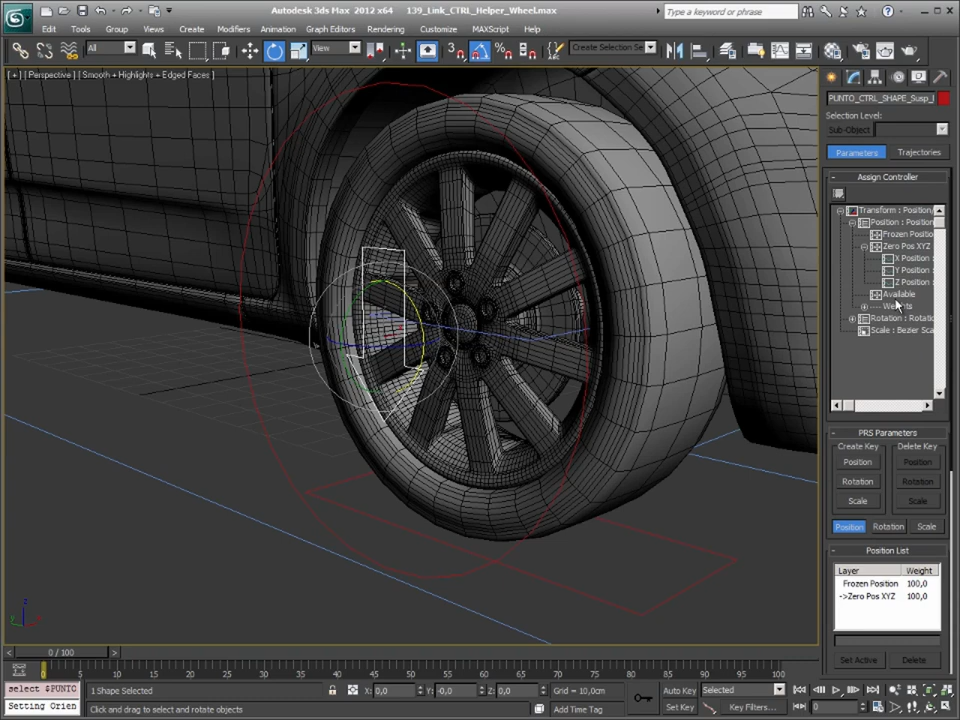 Autodesk 3ds Max 2012 x64 139_Link_CTRL_Helper_Wheel.max
Type a keyword or phrase
Edit Tools Group Views Create Modifiers Animation Graph Editors Rendering Customize MAXScript Help
All View Create Selection Se
[ + ] [ Perspective ] [ Smooth + Highlights + Edged Faces ]
PUNTO_CTRL_SHAPE_Susp_
Selection Level:
Sub-Object
Parameters Trajectories
- Assign Controller
Transform : Position
Position : Position
Frozen Positio
Zero Pos XYZ
X Position :
Y Position :
Z Position :
Available
Weights
Rotation : Rotatio
Scale : Bezier Sca
- PRS Parameters
Create Key Delete Key
Position Position
Rotation Rotation
Scale Scale
Position Rotation Scale
- Position List
Layer Weight
Frozen Position 100,0
->Zero Pos XYZ 100,0
Set Active Delete
z
y x
< 0 / 100 >
0 5 10 15 20 25 30 35 40 45 50 55 60 65 70 75 80 85 90 95 100
select $PUNTO 1 Shape Selected X: 0,0 Y: -0,0 Z: 0,0 Grid = 10,0cm Auto Key Selected
Setting Orien Click and drag to select and rotate objects Add Time Tag Set Key Key Filters... 0